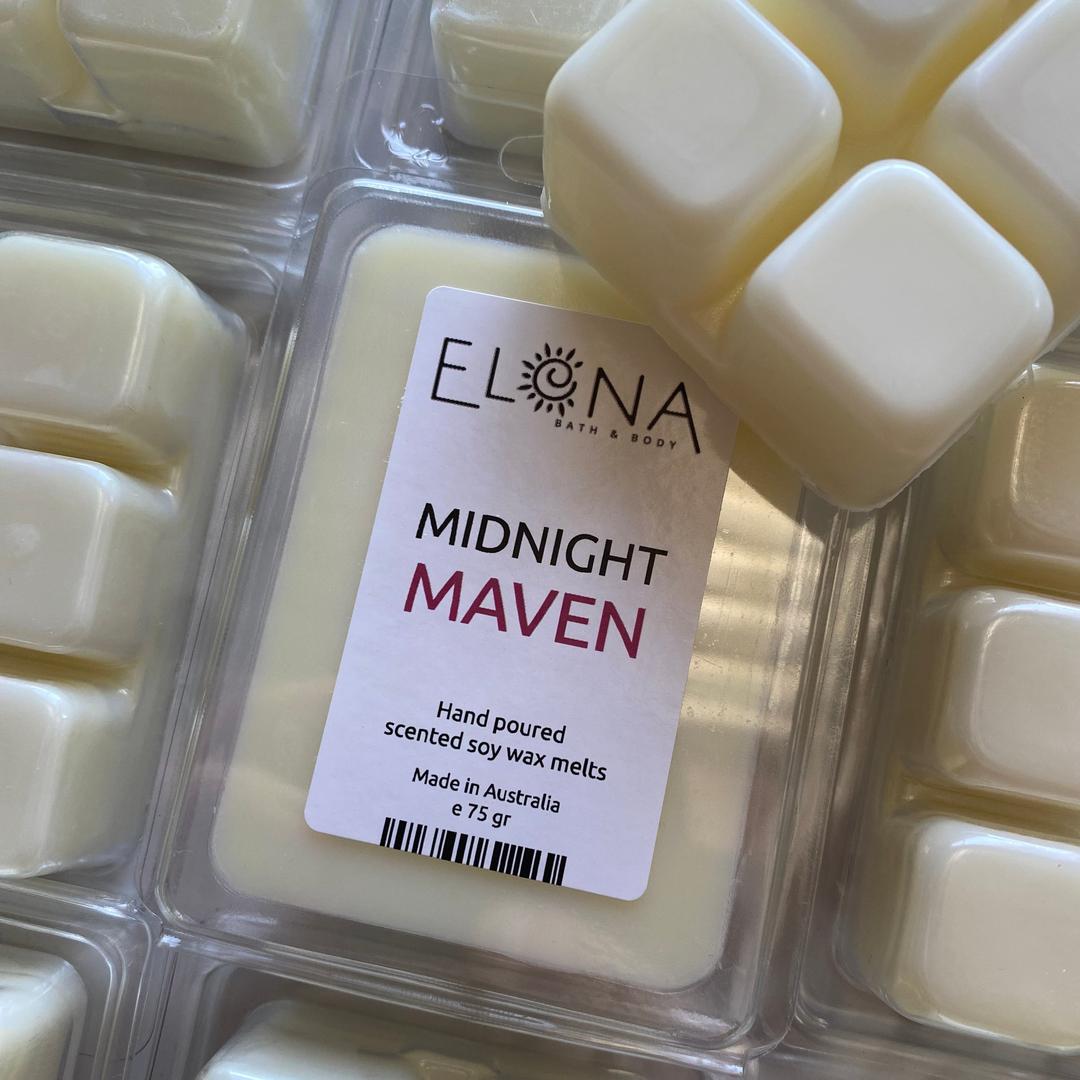 ELONA
BATH & BODY
MIDNIGHT
MAVEN
Hand poured
scented soy wax melts
Made in Australia
e 75 gr